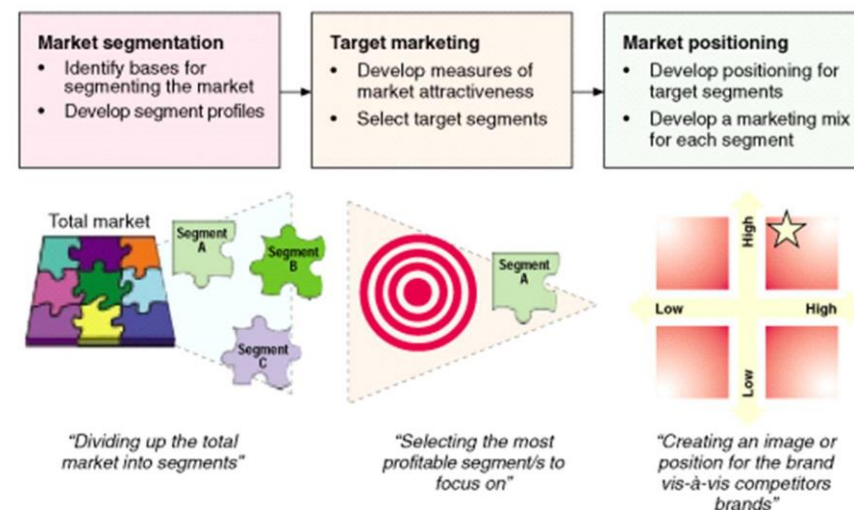 Market segmentation
• Identify bases for
segmenting the market
• Develop segment profiles
Target marketing
• Develop measures of
market attractiveness
• Select target segments
Market positioning
• Develop positioning for
target segments
• Develop a marketing mix
for each segment
Total market
Segment
A
Segment
B
Segment
C
Segment
A
High
Low
High
Low
“Dividing up the total
market into segments”
“Selecting the most
profitable segment/s to
focus on”
“Creating an image or
position for the brand
vis-à-vis competitors
brands”